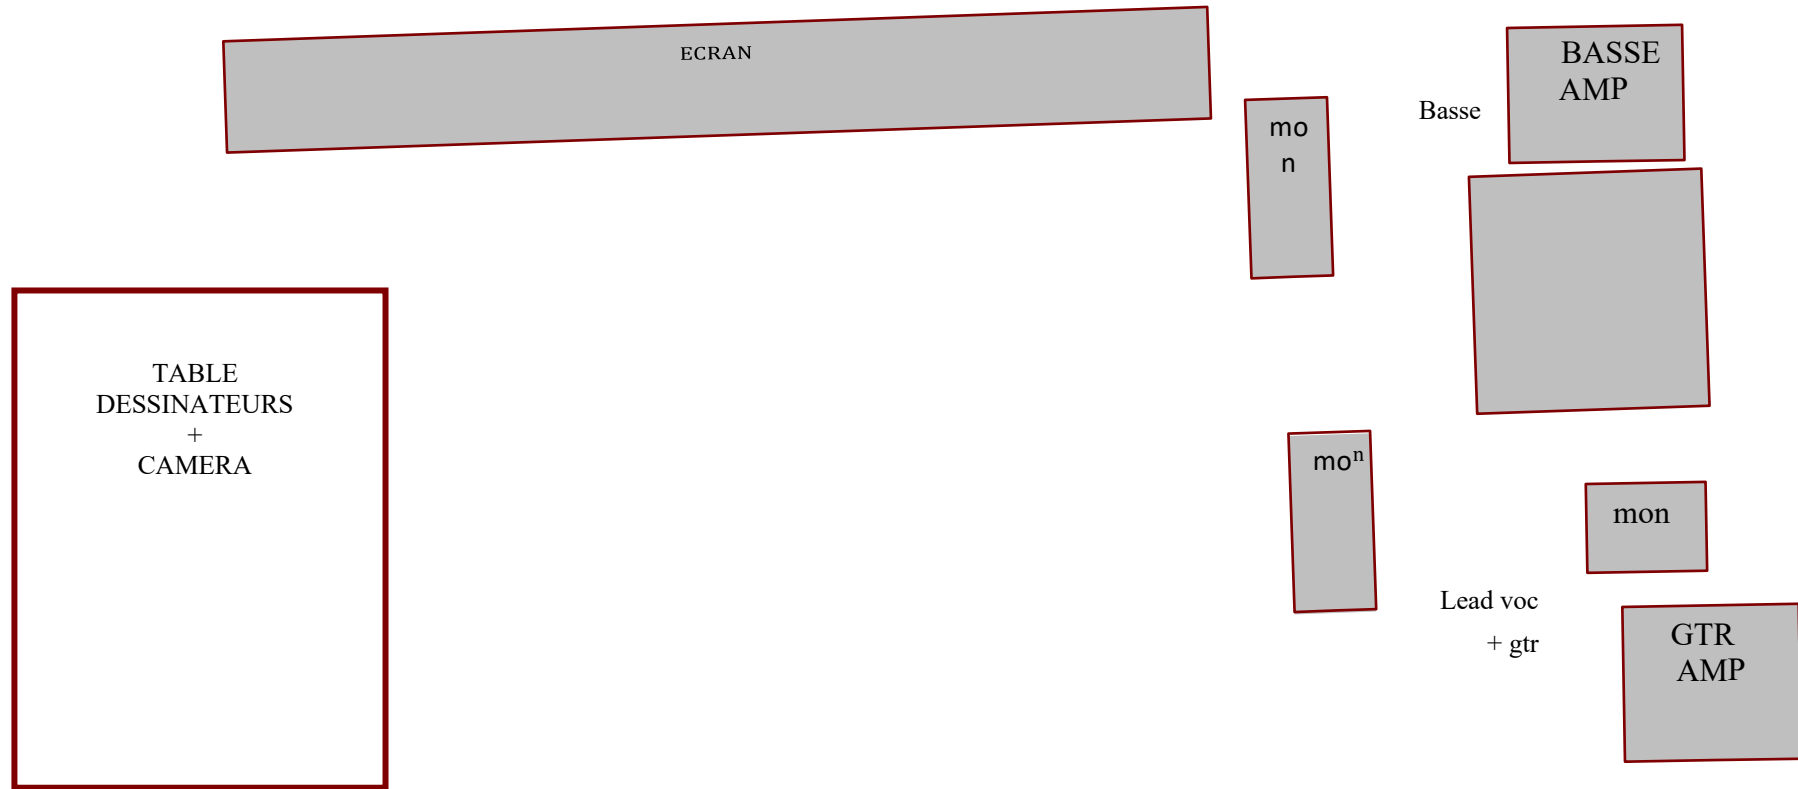 ECRAN
BASSE
AMP
Basse
mo
n
TABLE
DESSINATEURS
+
CAMERA
mon
mon
Lead voc
+ gtr
GTR
AMP